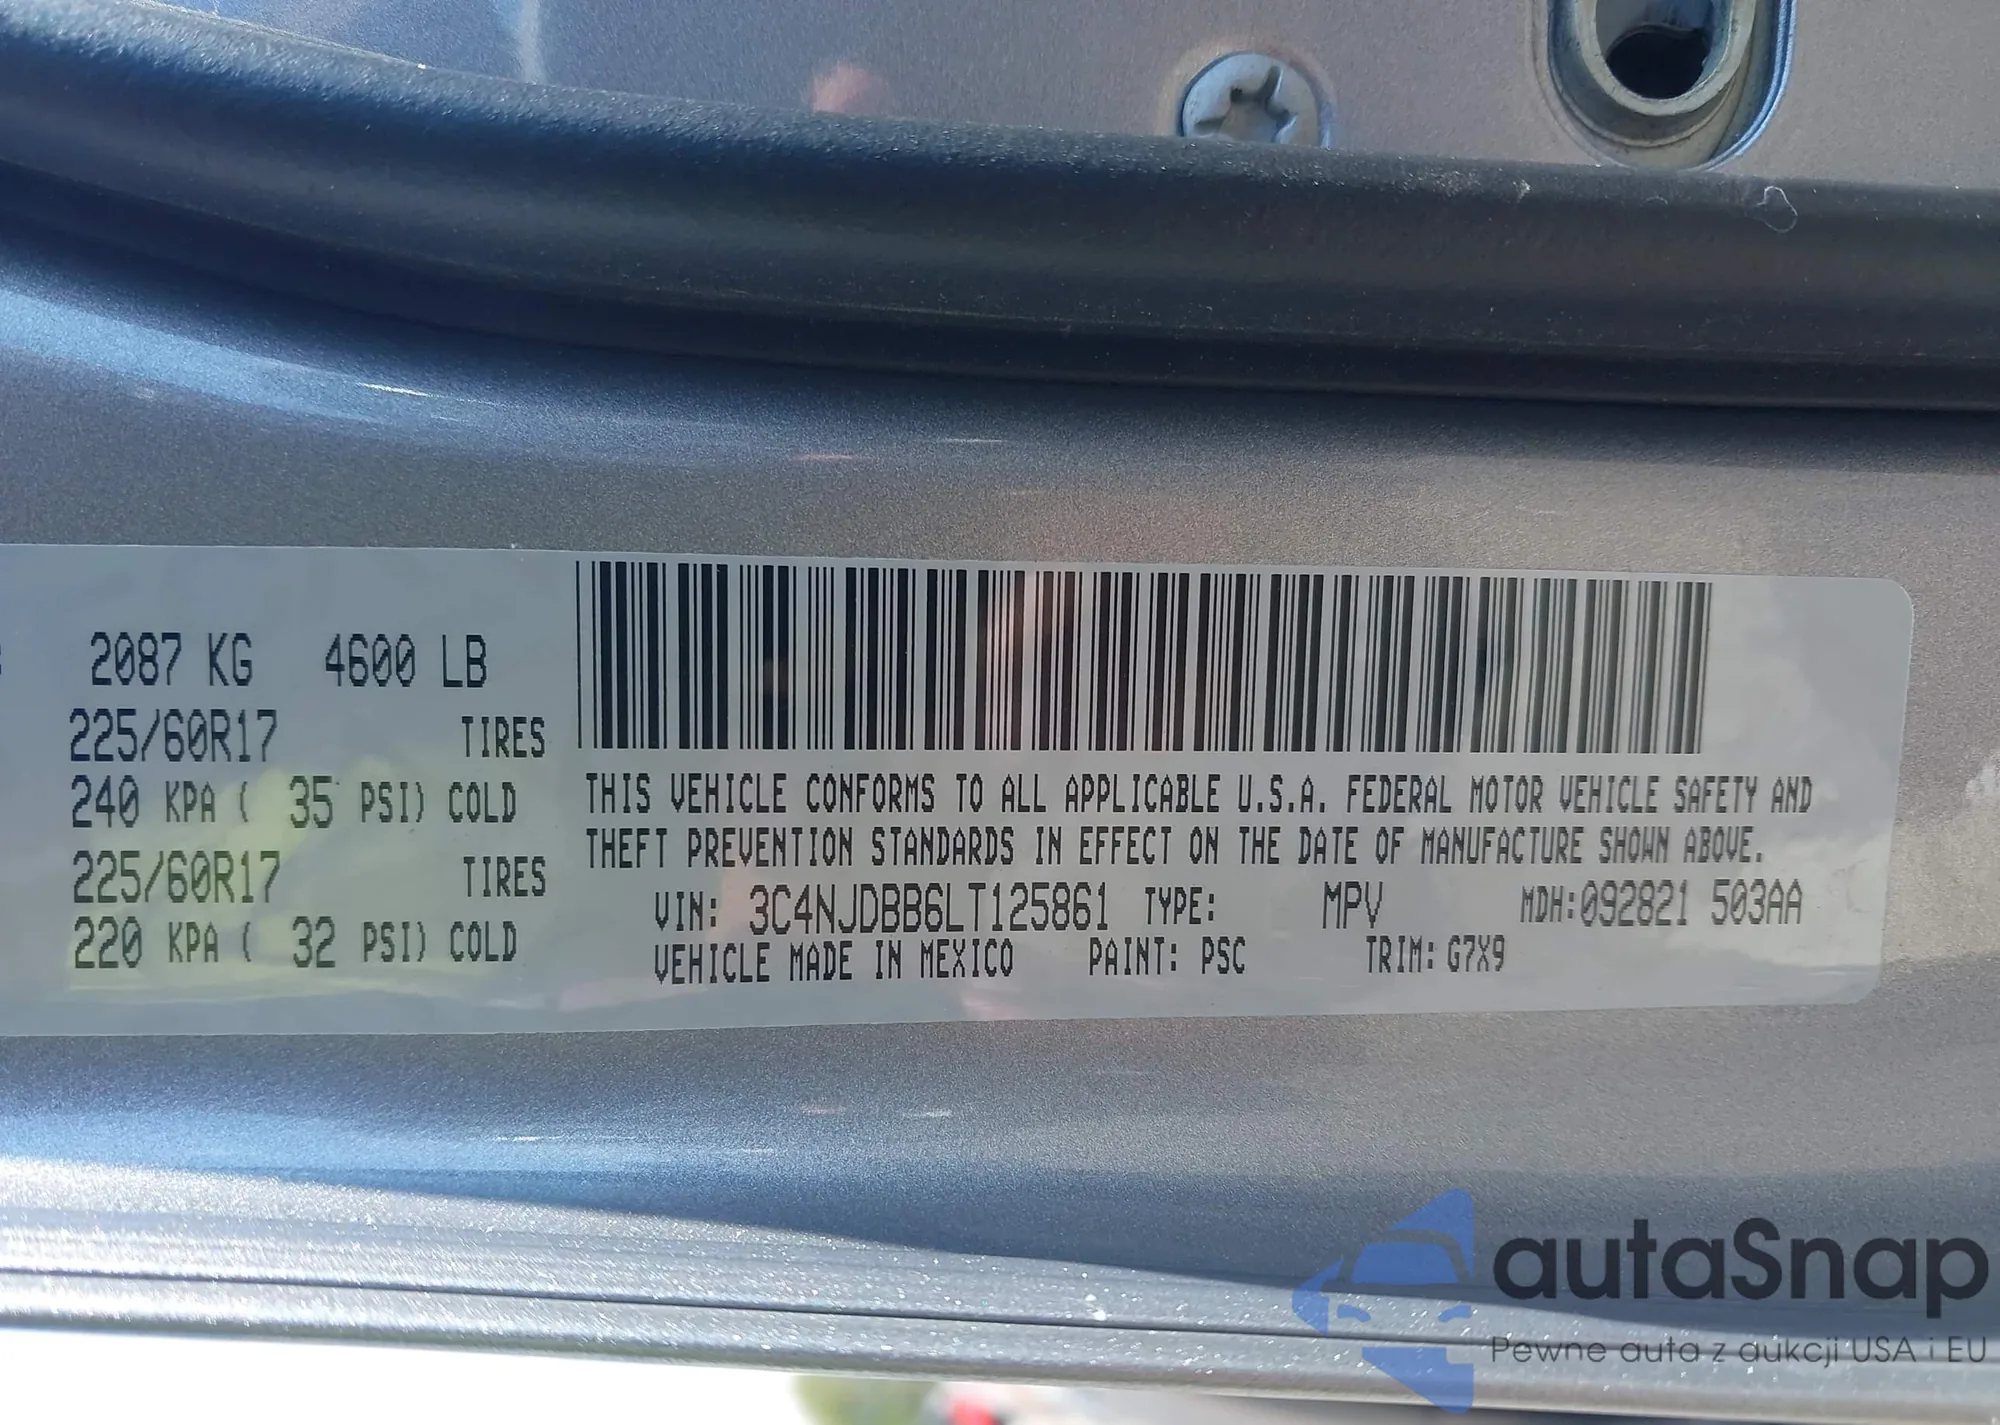 2087 KG 4600 LB
225/60R17 TIRES
240 KPA ( 35 PSI) COLD
225/60R17 TIRES
220 KPA ( 32 PSI) COLD
THIS VEHICLE CONFORMS TO ALL APPLICABLE U.S.A. FEDERAL MOTOR VEHICLE SAFETY AND
THEFT PREVENTION STANDARDS IN EFFECT ON THE DATE OF MANUFACTURE SHOWN ABOVE.
VIN: 3C4NJDBB6LT125861 TYPE: MPV MDH:092821 503AA
VEHICLE MADE IN MEXICO PAINT: PSC TRIM: G7X9
autaSnap
Pewne auta z aukcji USA i EU